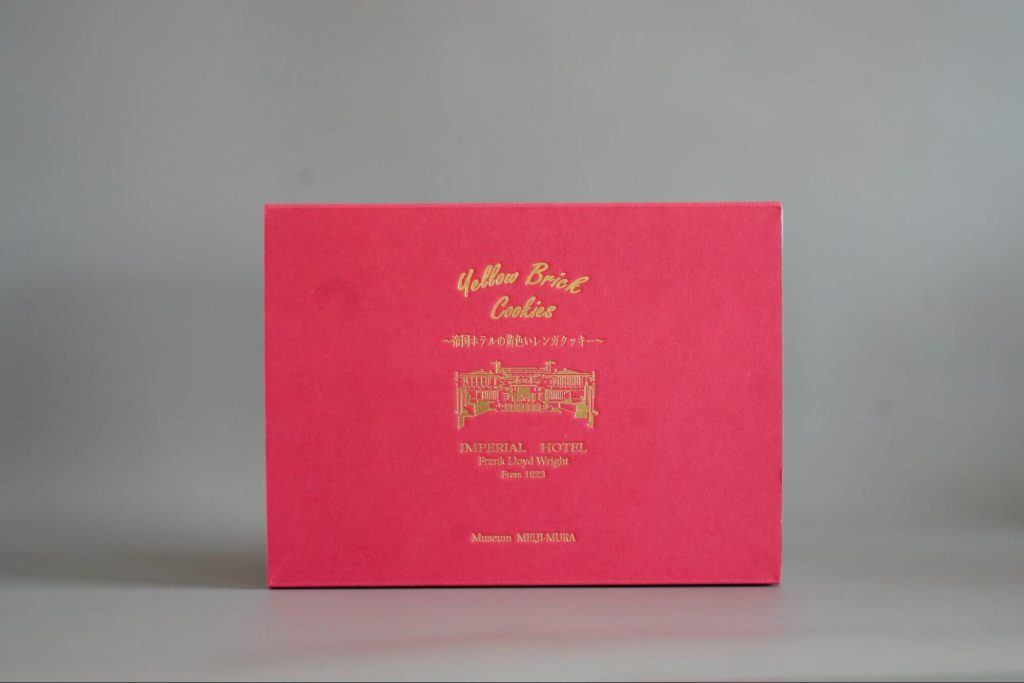 Yellow Brick
Cookies
～帝国ホテルの黄色いレンガクッキー～
IMPERIAL HOTEL
Frank Lloyd Wright
From 1923
Museum MEIJI-MURA